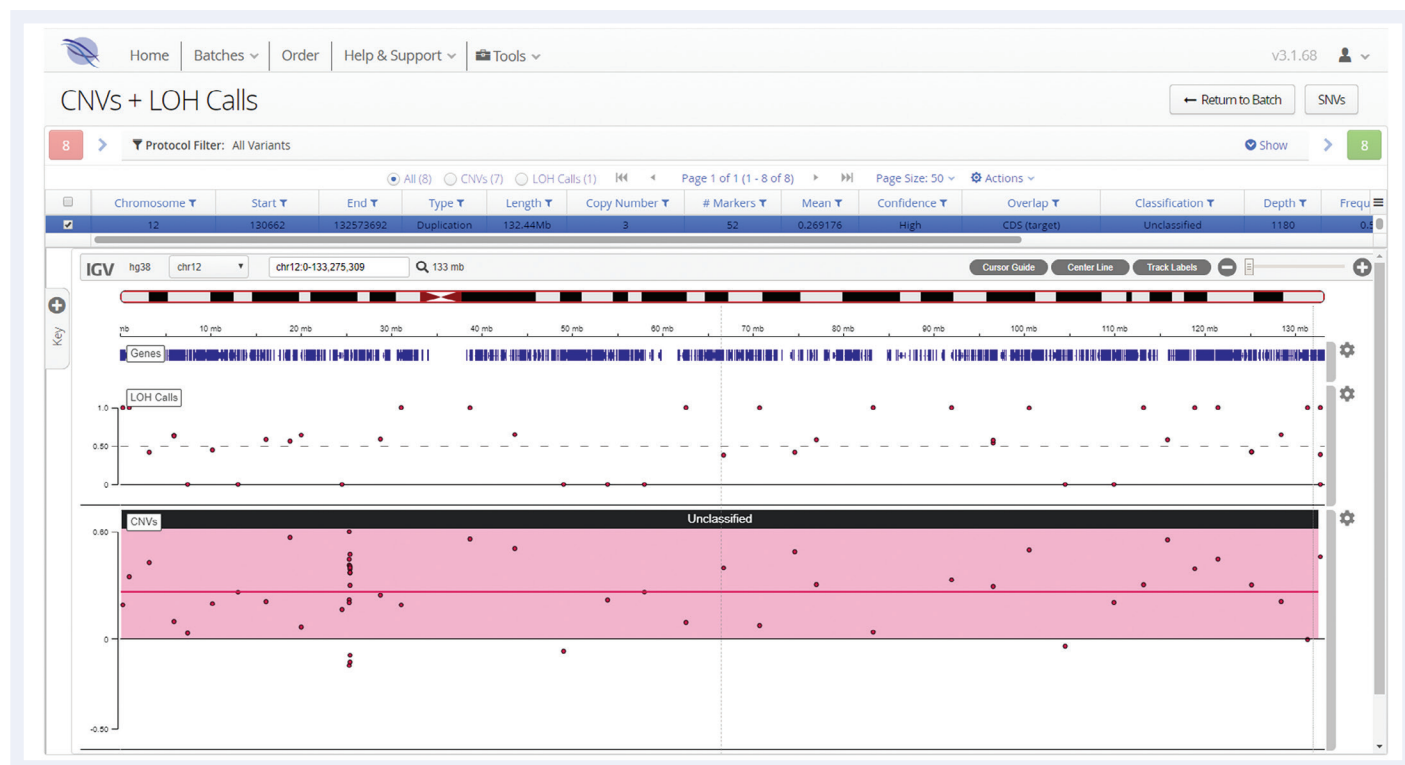 Home Batches Order Help & Support Tools v3.1.68
CNVs + LOH Calls Return to Batch SNVs
8 Protocol Filter: All Variants Show 8
All (8) CNVs (7) LOH Calls (1) Page 1 of 1 (1 - 8 of 8) Page Size: 50 Actions
Chromosome Start End Type Length Copy Number # Markers Mean Confidence Overlap Classification Depth Frequ
12 130662 132573692 Duplication 132.44Mb 3 52 0.269176 High CDS (target) Unclassified 1180 0.5
IGV hg38 chr12 chr12:0-133,275,309 133 mb Cursor Guide Center Line Track Labels
Key
mb 10 mb 20 mb 30 mb 40 mb 50 mb 60 mb 70 mb 80 mb 90 mb 100 mb 110 mb 120 mb 130 mb
Genes
LOH Calls
1.0
0.50
0
CNVs Unclassified
0.60
0
-0.50